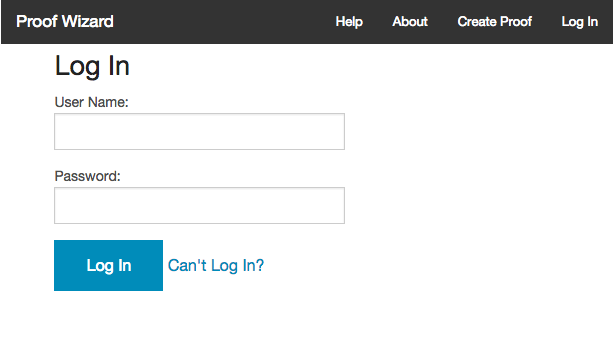 Proof Wizard Help About Create Proof Log In
Log In
User Name:
Password:
Log In Can't Log In?